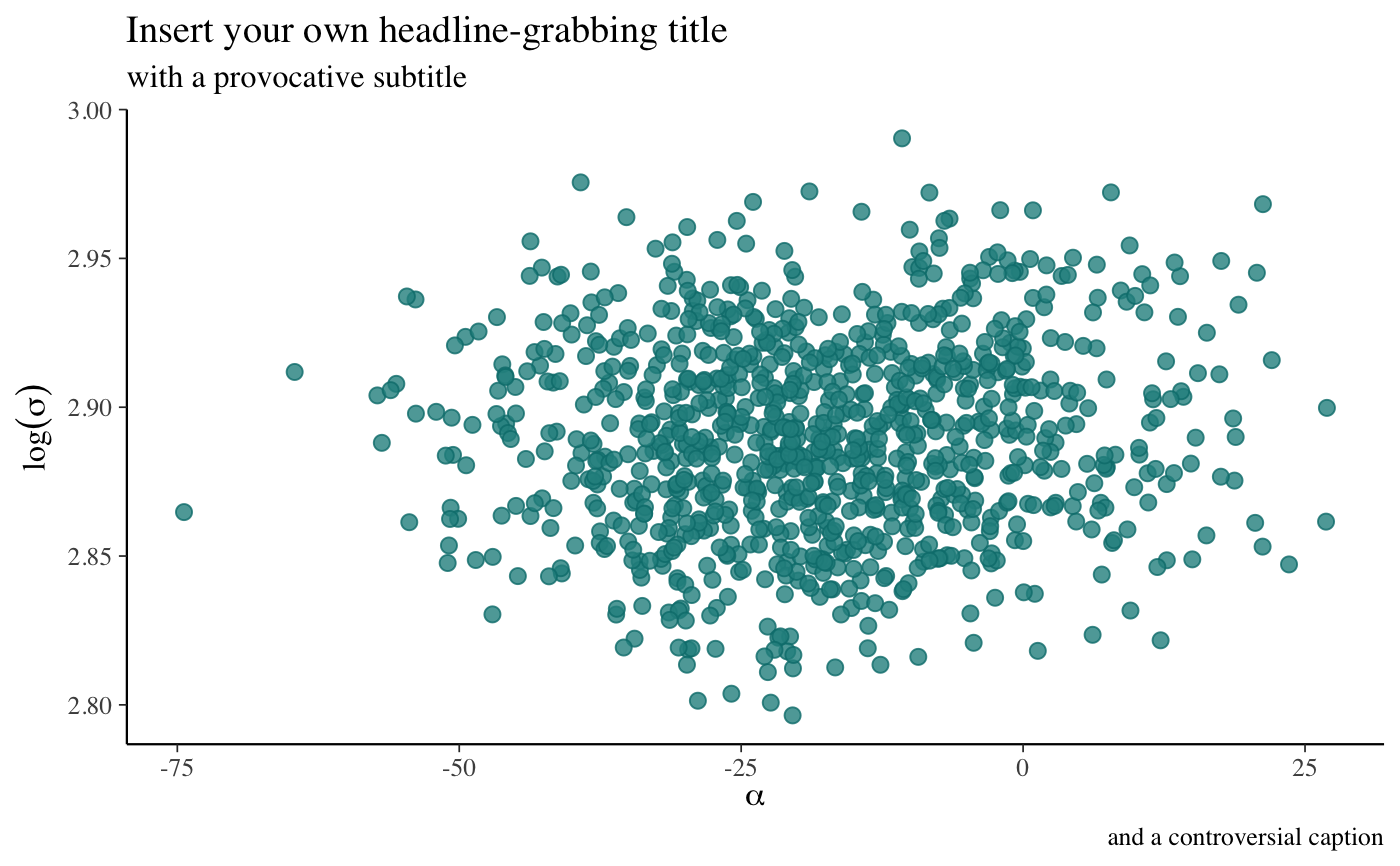 Insert your own headline-grabbing title
with a provocative subtitle
3.00
2.95
2.90
2.85
2.80
log(σ)
-75 -50 -25 0 25
α
and a controversial caption